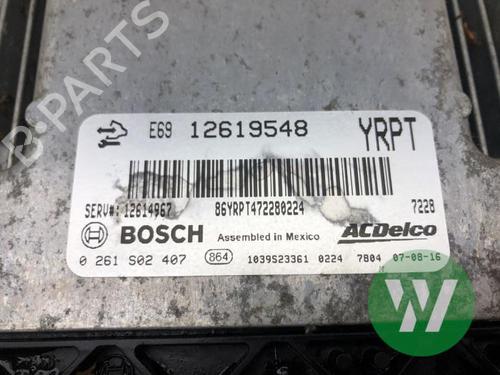 B-PARTS
E69 12619548 YRPT
SERV#: 12614967 86YRPT472280224 7228
BOSCH Assembled in Mexico ACDelco
0 261 S02 407 864 1039S23361 0224 7804 07-08-16
W